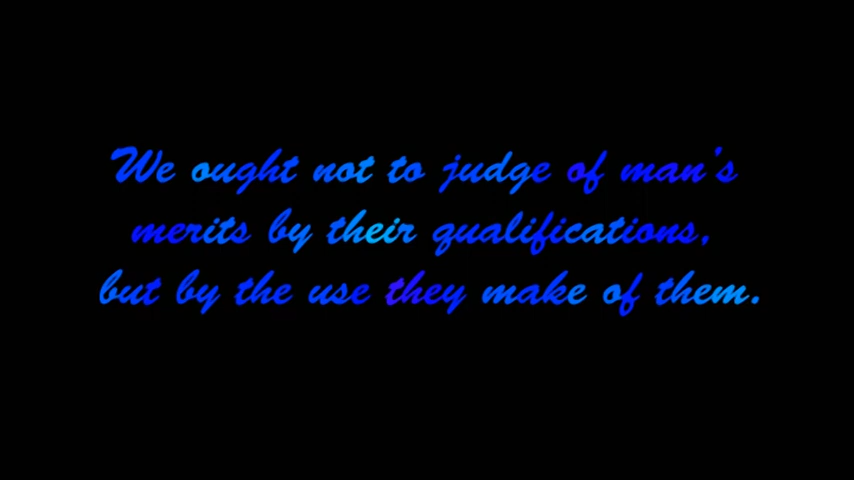 We ought not to judge of man's
merits by their qualifications,
but by the use they make of them.